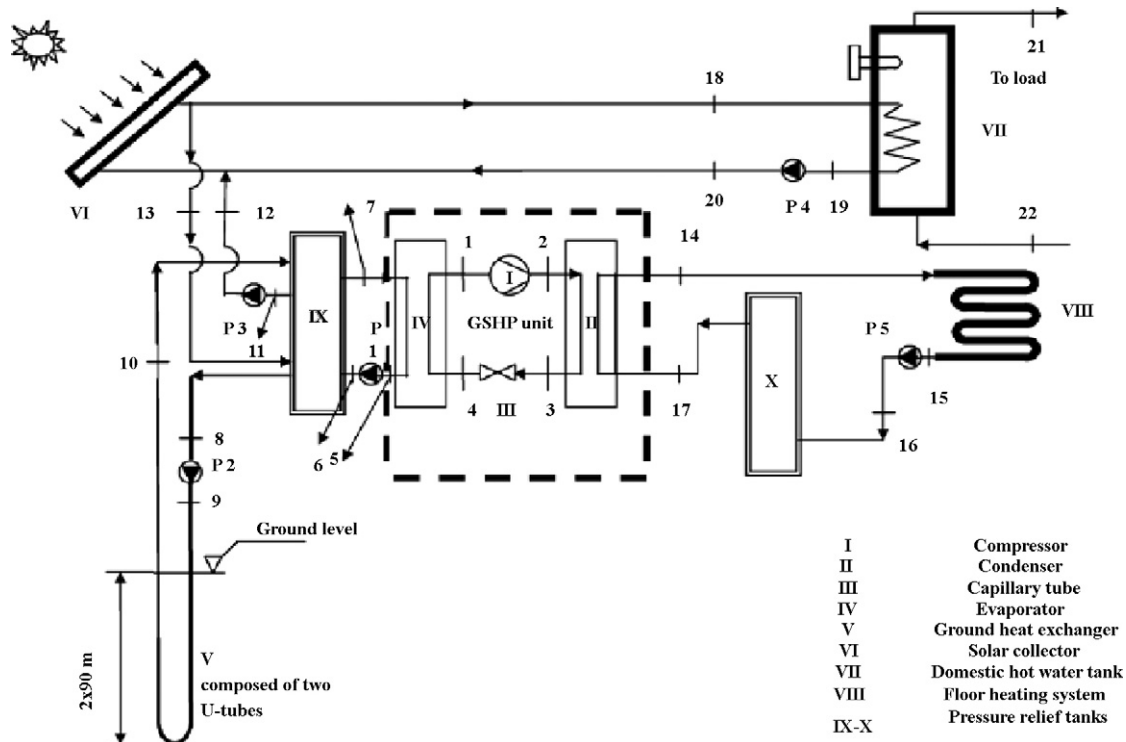 21
18
To load
VII
VI
13
12
7
20
P 4
19
22
1
2
14
I
IX
IV
GSHP unit
II
VIII
P 3
P
P 5
10
11
1
X
4
III
3
17
15
8
6
5
16
P 2
9
Ground level
2x90 m
V
composed of two
U-tubes
I Compressor
II Condenser
III Capillary tube
IV Evaporator
V Ground heat exchanger
VI Solar collector
VII Domestic hot water tank
VIII Floor heating system
IX-X Pressure relief tanks